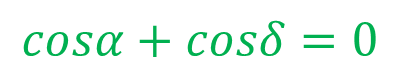 cosα + cosδ = 0